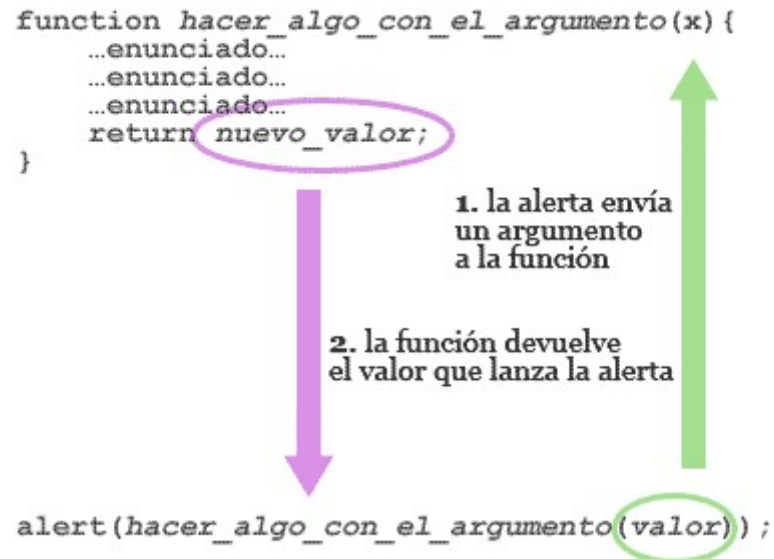 function hacer_algo_con_el_argumento(x){
…enunciado…
…enunciado…
…enunciado…
return nuevo_valor;
}
1. la alerta envía
un argumento
a la función
2. la función devuelve
el valor que lanza la alerta
alert(hacer_algo_con_el_argumento(valor));